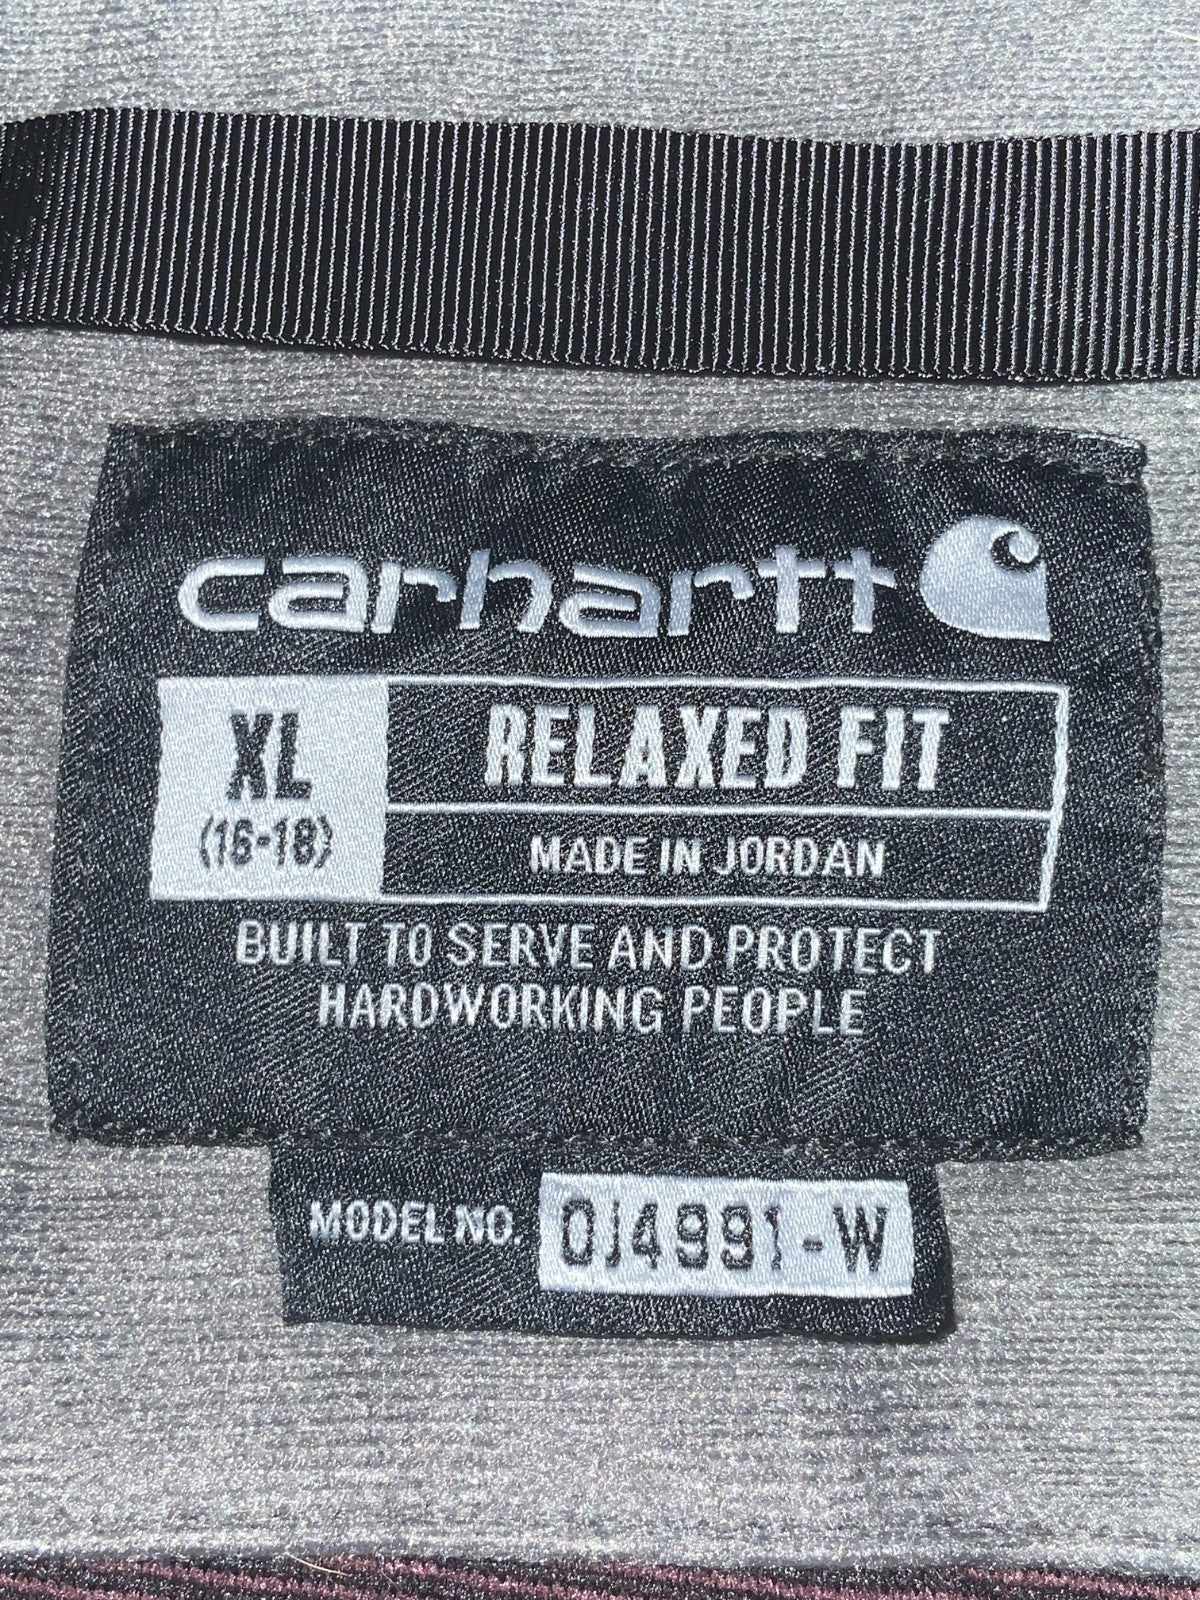 carhartt
XL
(16-18)
RELAXED FIT
MADE IN JORDAN
BUILT TO SERVE AND PROTECT
HARDWORKING PEOPLE
MODEL NO. OJ4991-W